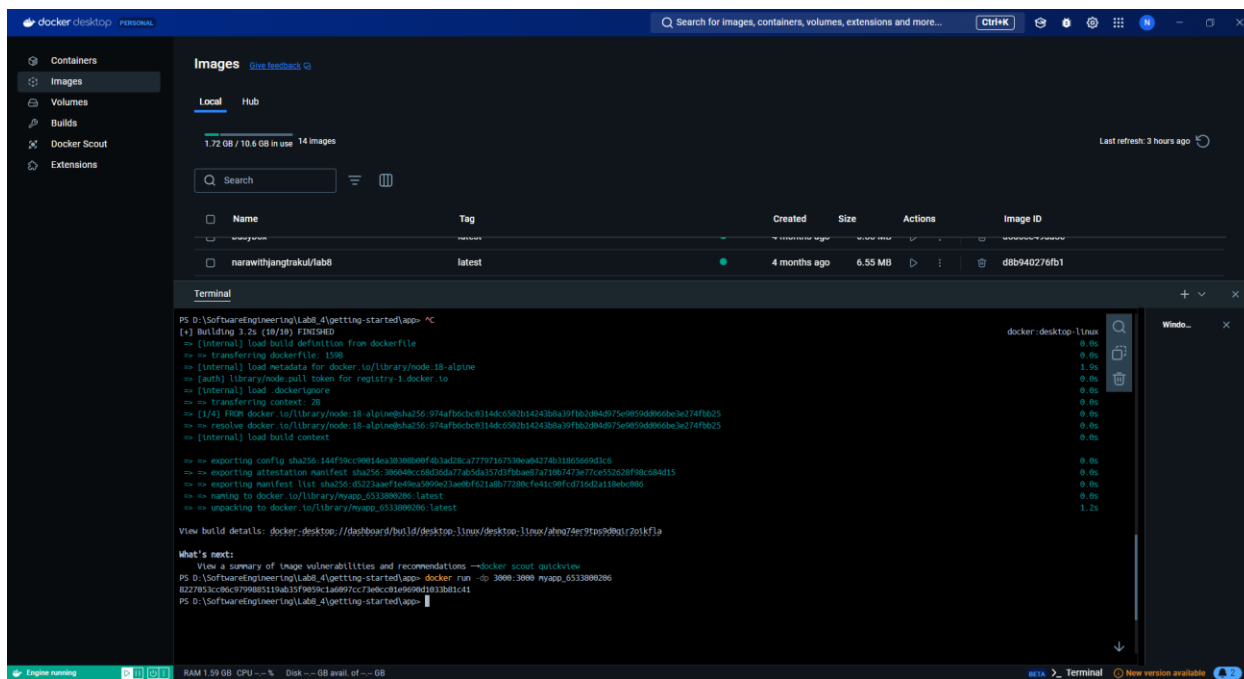 docker desktop PERSONAL
Search for images, containers, volumes, extensions and more... Ctrl+K
N
Containers
Images
Volumes
Builds
Docker Scout
Extensions
Images Give feedback
Local Hub
1.72 GB / 10.6 GB in use 14 images
Last refresh: 3 hours ago
Search
Name Tag Created Size Actions Image ID
busybox latest 4 months ago
narawithjangtrakul/lab8 latest 4 months ago 6.55 MB d8b940276fb1
Terminal
PS D:\SoftwareEngineering\Lab8_4\getting-started\app> ^C
[+] Building 3.2s (10/10) FINISHED docker:desktop-linux
=> [internal] load build definition from dockerfile 0.0s
=> => transferring dockerfile: 159B 0.0s
=> [internal] load metadata for docker.io/library/node:18-alpine 1.9s
=> [auth] library/node:pull token for registry-1.docker.io 0.0s
=> [internal] load .dockerignore 0.0s
=> => transferring context: 2B 0.0s
=> [1/4] FROM docker.io/library/node:18-alpine@sha256:974afb6cbc0314dc6502b14243b8a39fbb2d04d975e9059dd066be3e274fbb25 0.0s
=> => resolve docker.io/library/node:18-alpine@sha256:974afb6cbc0314dc6502b14243b8a39fbb2d04d975e9059dd066be3e274fbb25 0.0s
=> [internal] load build context 0.0s
=> => exporting config 0.0s
=> => exporting attestation manifest 0.0s
=> => exporting manifest list 0.0s
=> => naming to docker.io/library/myapp_6533800206:latest 0.0s
=> => unpacking to docker.io/library/myapp_6533800206:latest 1.2s
View build details: docker-desktop://dashboard/build/desktop-linux/desktop-linux/ahng74er9tps9d0qir2oikfla
What's next:
View a summary of image vulnerabilities and recommendations → docker scout quickview
PS D:\SoftwareEngineering\Lab8_4\getting-started\app> docker run -dp 3000:3000 myapp_6533800206
8227053cc06c9799885119ab35f9059c1a6097cc73e0cc01e9690d1033b81c41
PS D:\SoftwareEngineering\Lab8_4\getting-started\app>
Windo...
Engine running
RAM 1.59 GB CPU --.-- % Disk --.-- GB avail. of --.-- GB
BETA >_ Terminal New version available 2